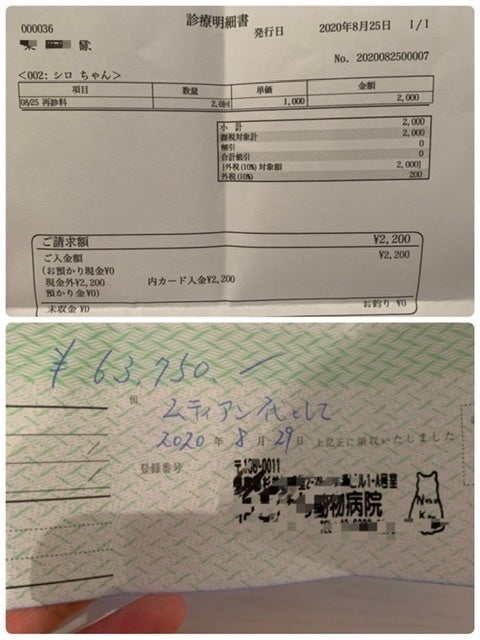 診療明細書
000036
様
発行日 2020年8月25日 1/1
No. 2020082500007
<002: シロ ちゃん>
項目 数量 単価 金額
08/25 再診料 2.0回 1,000 2,000
小 計 2,000
課税対象計 2,000
割引 0
合計値引 0
[外税(10%)対象額 2,000]
外税(10%) 200
ご請求額 ¥2,200
ご入金額 ¥2,200
(お預かり現金¥0
現金外¥2,200 内カード入金¥2,200
預かり金¥0)
未収金 ¥0 お釣り ¥0
¥63,750.
但
ムティアン代として
2020年 8月 29日 上記正に領収いたしました
登録番号
ビル1-A号室
動物病院